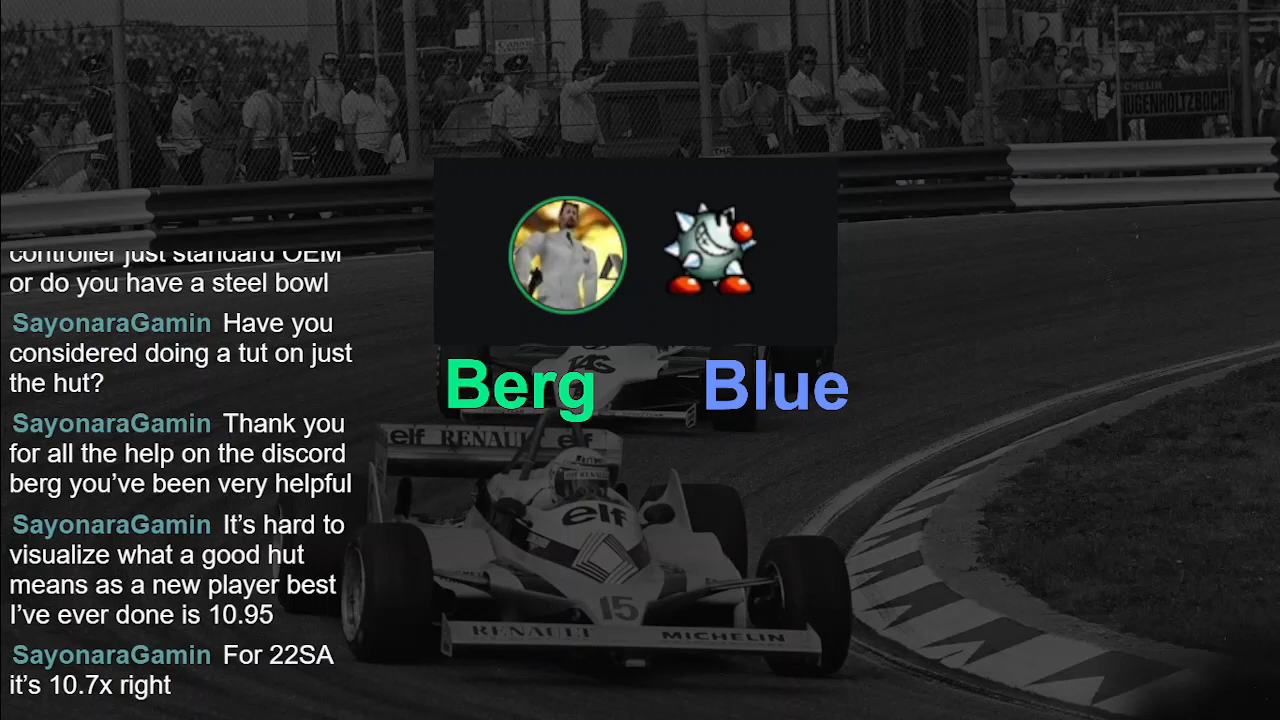 controller just standard OEM
or do you have a steel bowl
SayonaraGamin Have you
considered doing a tut on just
the hut?
SayonaraGamin Thank you
for all the help on the discord
berg you’ve been very helpful
SayonaraGamin It’s hard to
visualize what a good hut
means as a new player best
I’ve ever done is 10.95
SayonaraGamin For 22SA
it’s 10.7x right
Berg Blue
elf RENAULT elf
elf
15
RENAULT MICHELIN